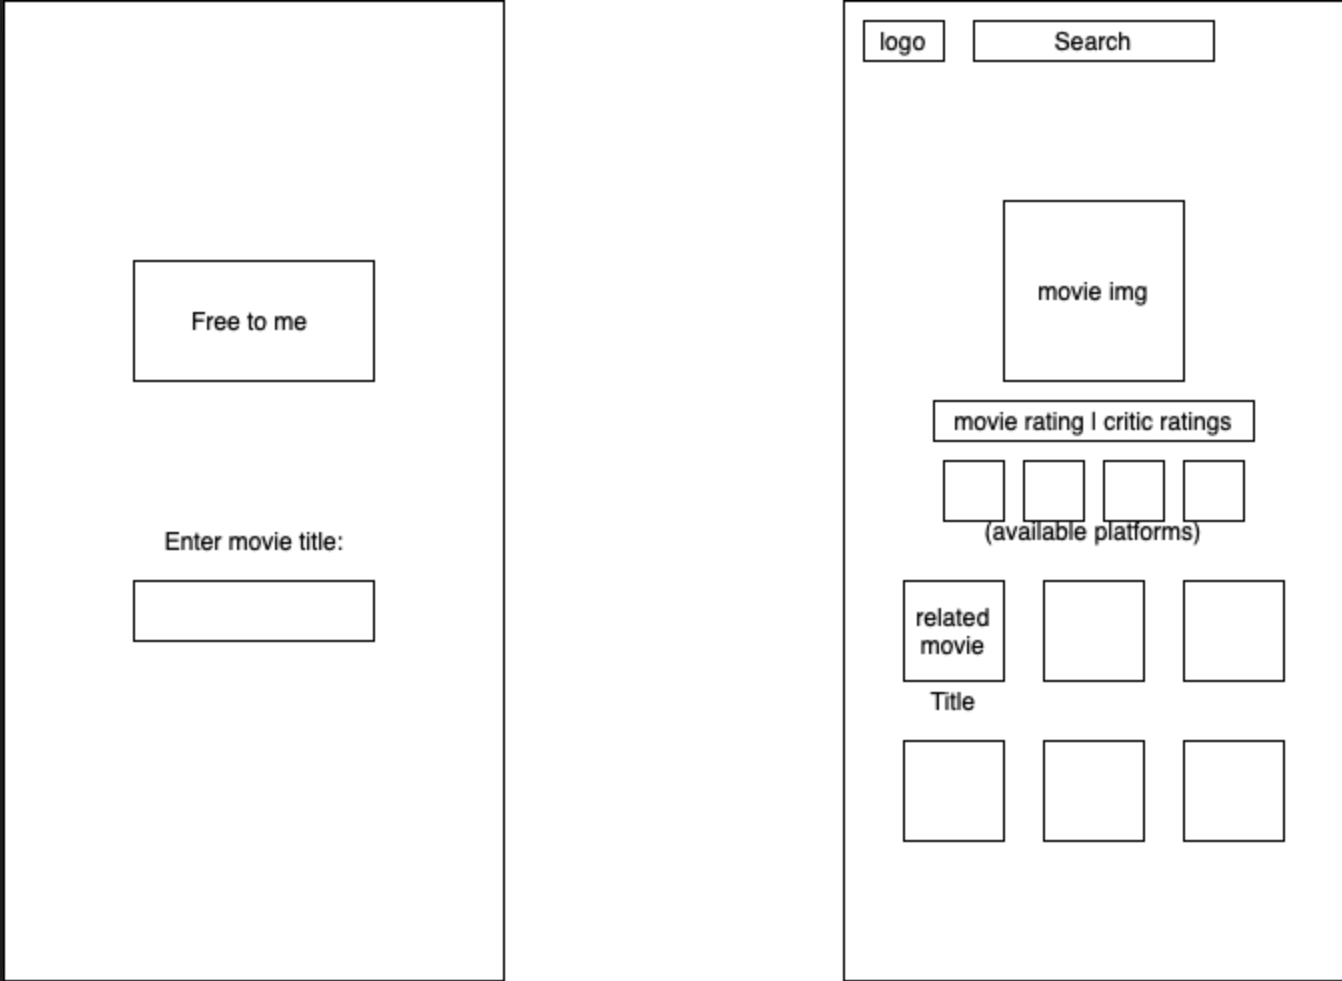 Free to me
Enter movie title:
logo
Search
movie img
movie rating | critic ratings
(available platforms)
related
movie
Title